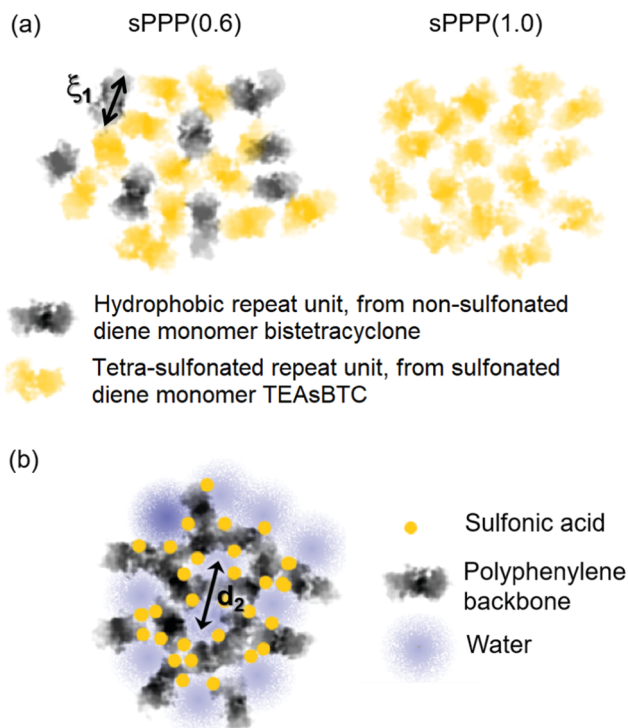 (a)
sPPP(0.6)
sPPP(1.0)
ξ₁
Hydrophobic repeat unit, from non-sulfonated
diene monomer bistetracyclone
Tetra-sulfonated repeat unit, from sulfonated
diene monomer TEAsBTC
(b)
d₂
Sulfonic acid
Polyphenylene
backbone
Water